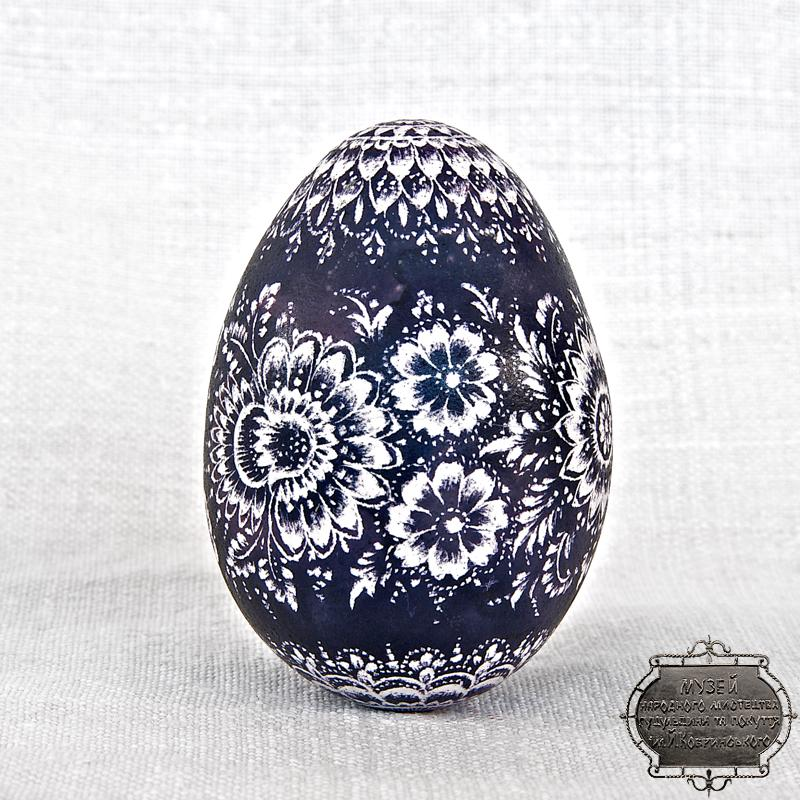 МУЗЕЙ
НАРОДНОГО МИСТЕЦТВА
ГУЦУЛЬЩИНИ ТА ПОКУТТЯ
ім. Й. КОБРИНСЬКОГО